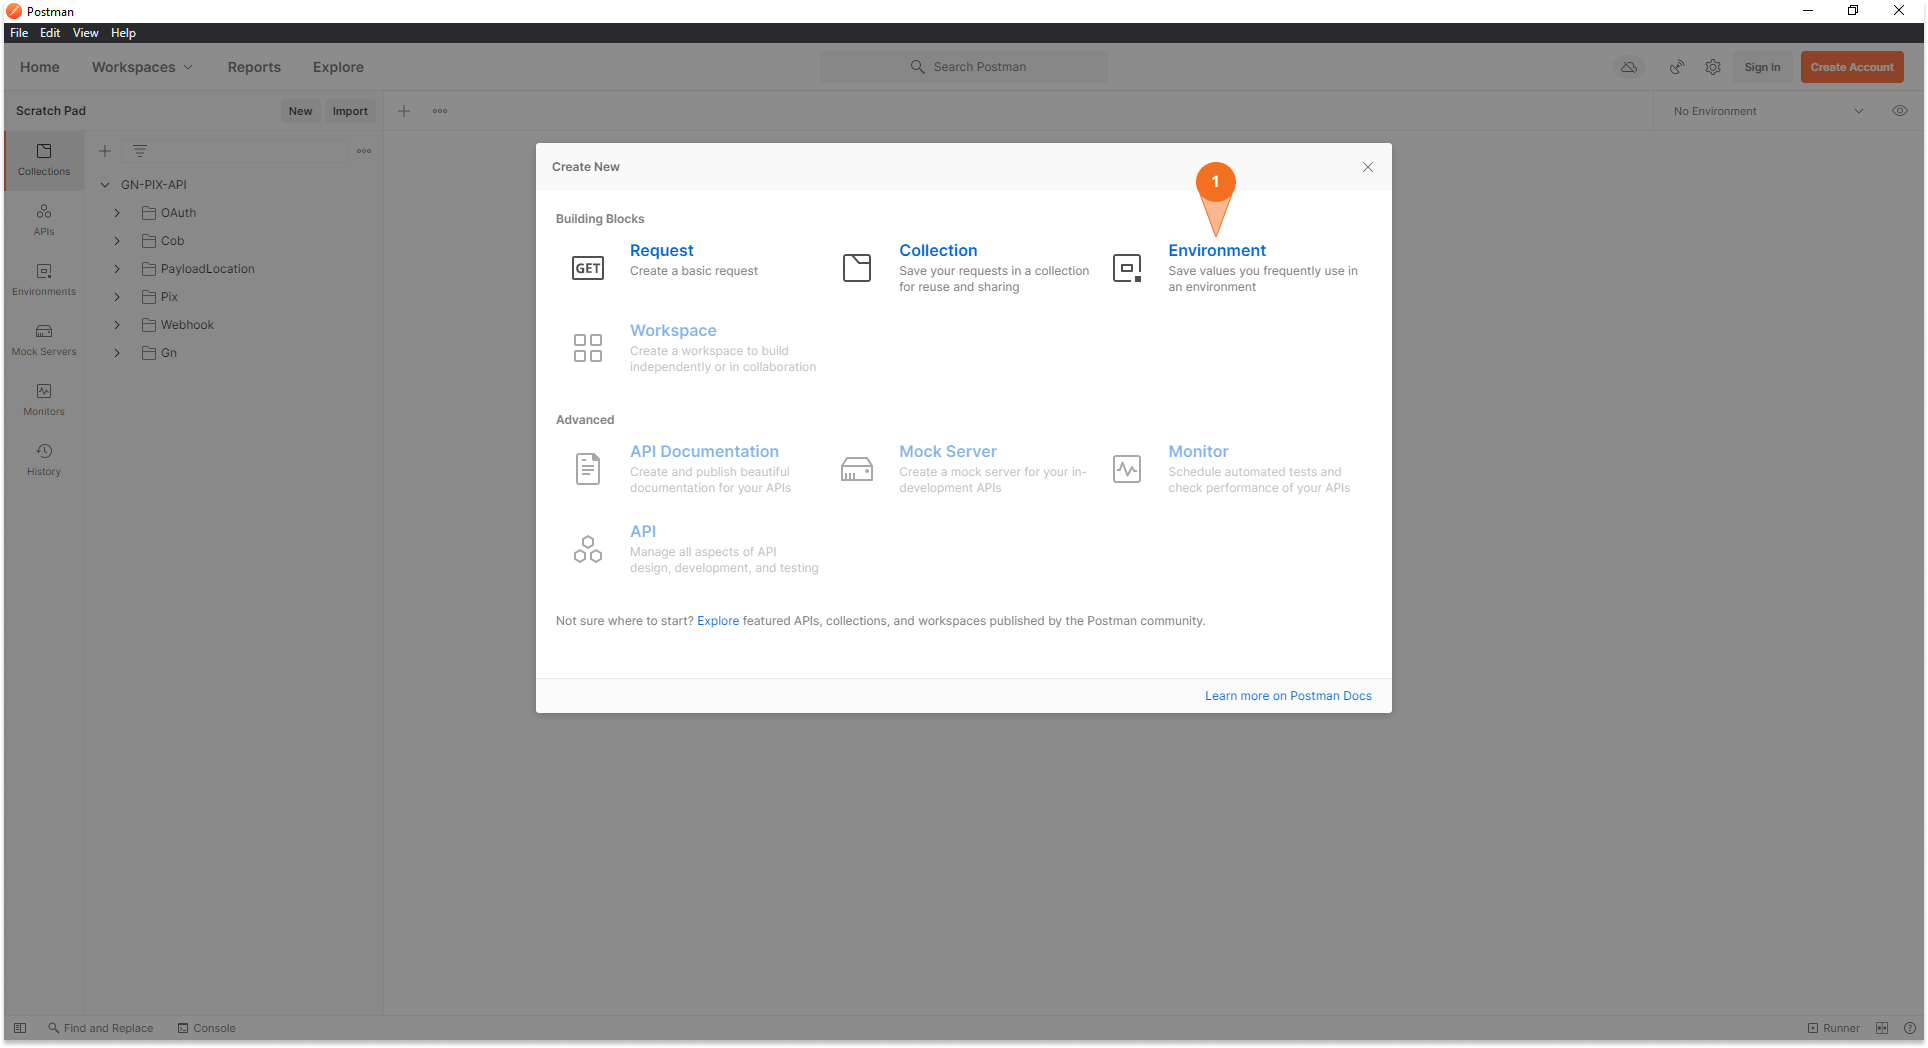 Postman
File Edit View Help
Home Workspaces Reports Explore Search Postman Sign In Create Account
Scratch Pad New Import No Environment
Collections
APIs
Environments
Mock Servers
Monitors
History
GN-PIX-API
OAuth
Cob
PayloadLocation
Pix
Webhook
Gn
Create New
1
Building Blocks
GET
Request
Create a basic request
Collection
Save your requests in a collection
for reuse and sharing
Environment
Save values you frequently use in
an environment
Workspace
Create a workspace to build
independently or in collaboration
Advanced
API Documentation
Create and publish beautiful
documentation for your APIs
Mock Server
Create a mock server for your in-
development APIs
Monitor
Schedule automated tests and
check performance of your APIs
API
Manage all aspects of API
design, development, and testing
Not sure where to start? Explore featured APIs, collections, and workspaces published by the Postman community.
Learn more on Postman Docs
Find and Replace Console Runner